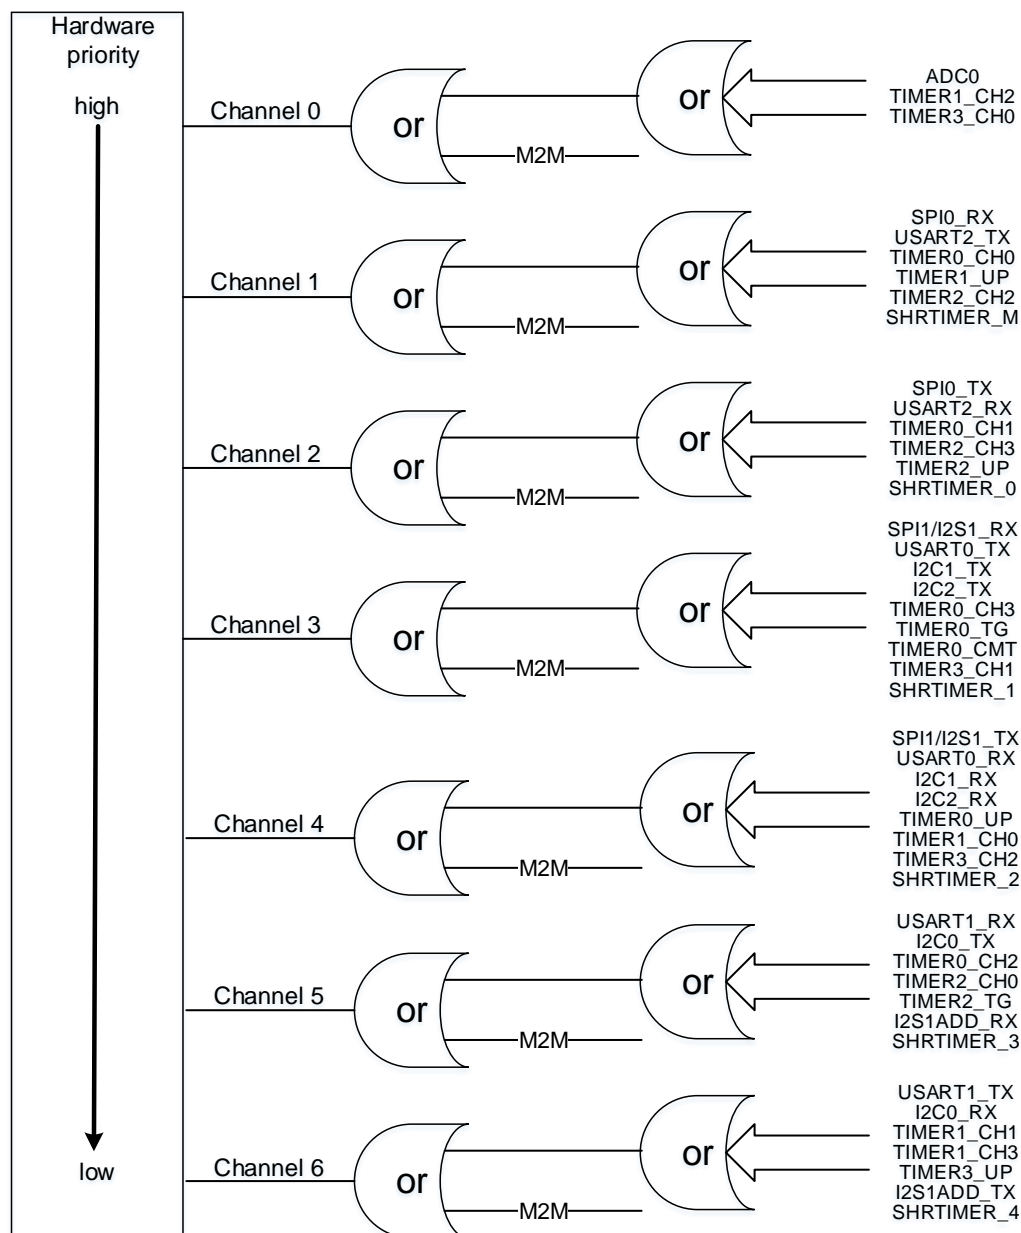 Hardware
priority
high
low
Channel 0
or
M2M
or
ADC0
TIMER1_CH2
TIMER3_CH0
Channel 1
or
M2M
or
SPI0_RX
USART2_TX
TIMER0_CH0
TIMER1_UP
TIMER2_CH2
SHRTIMER_M
Channel 2
or
M2M
or
SPI0_TX
USART2_RX
TIMER0_CH1
TIMER2_CH3
TIMER2_UP
SHRTIMER_0
Channel 3
or
M2M
or
SPI1/I2S1_RX
USART0_TX
I2C1_TX
I2C2_TX
TIMER0_CH3
TIMER0_TG
TIMER0_CMT
TIMER3_CH1
SHRTIMER_1
Channel 4
or
M2M
or
SPI1/I2S1_TX
USART0_RX
I2C1_RX
I2C2_RX
TIMER0_UP
TIMER1_CH0
TIMER3_CH2
SHRTIMER_2
Channel 5
or
M2M
or
USART1_RX
I2C0_TX
TIMER0_CH2
TIMER2_CH0
TIMER2_TG
I2S1ADD_RX
SHRTIMER_3
Channel 6
or
M2M
or
USART1_TX
I2C0_RX
TIMER1_CH1
TIMER1_CH3
TIMER3_UP
I2S1ADD_TX
SHRTIMER_4